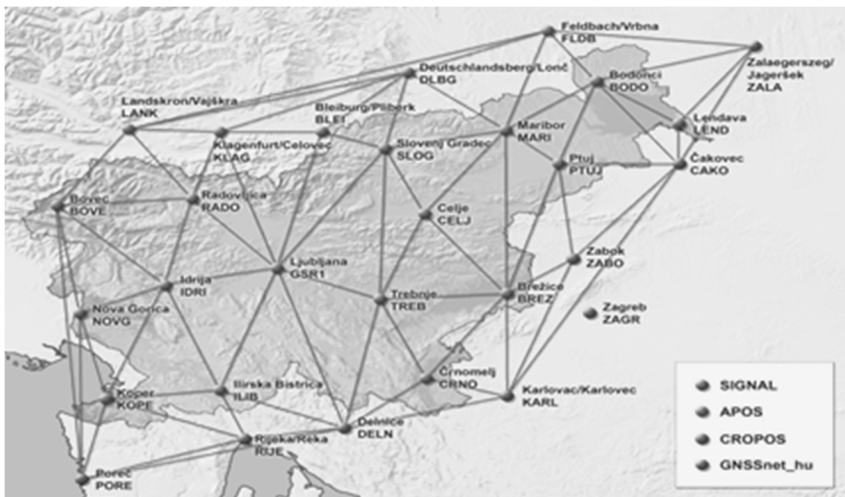 Feldbach/Vrbna
FLDB
Deutschlandsberg/Lonč
DLBG
Bodonci
BODO
Zalaegerszeg/
Jageršek
ZALA
Landskron/Vajškra
LANK
Bleiburg/Pliberk
BLEI
Klagenfurt/Celovec
KLAG
Slovenj Gradec
SLOG
Maribor
MARI
Lendava
LEND
Ptuj
PTUJ
Čakovec
CAKO
Bovec
BOVE
Radovljica
RADO
Celje
CELJ
Ljubljana
GSR1
Zabok
ZABO
Idrija
IDRI
Trebnje
TREB
Brežice
BREZ
Nova Gorica
NOVG
Zagreb
ZAGR
Črnomelj
CRNO
Koper
KOPE
Ilirska Bistrica
ILIB
Karlovac/Karlovec
KARL
Delnice
DELN
Rijeka/Reka
RIJE
Poreč
PORE
SIGNAL
APOS
CROPOS
GNSSnet_hu